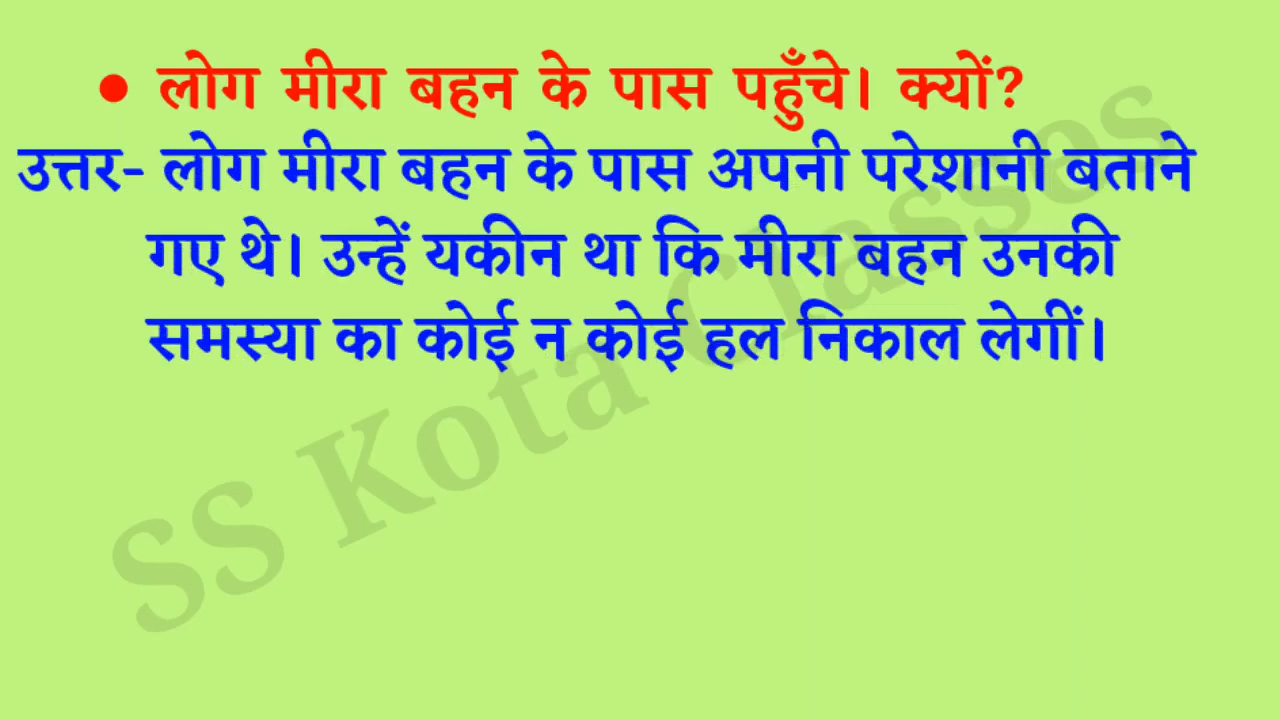 • लोग मीरा बहन के पास पहुँचे। क्यों?
उत्तर- लोग मीरा बहन के पास अपनी परेशानी बताने
गए थे। उन्हें यकीन था कि मीरा बहन उनकी
समस्या का कोई न कोई हल निकाल लेगीं।
SS Kota Classes